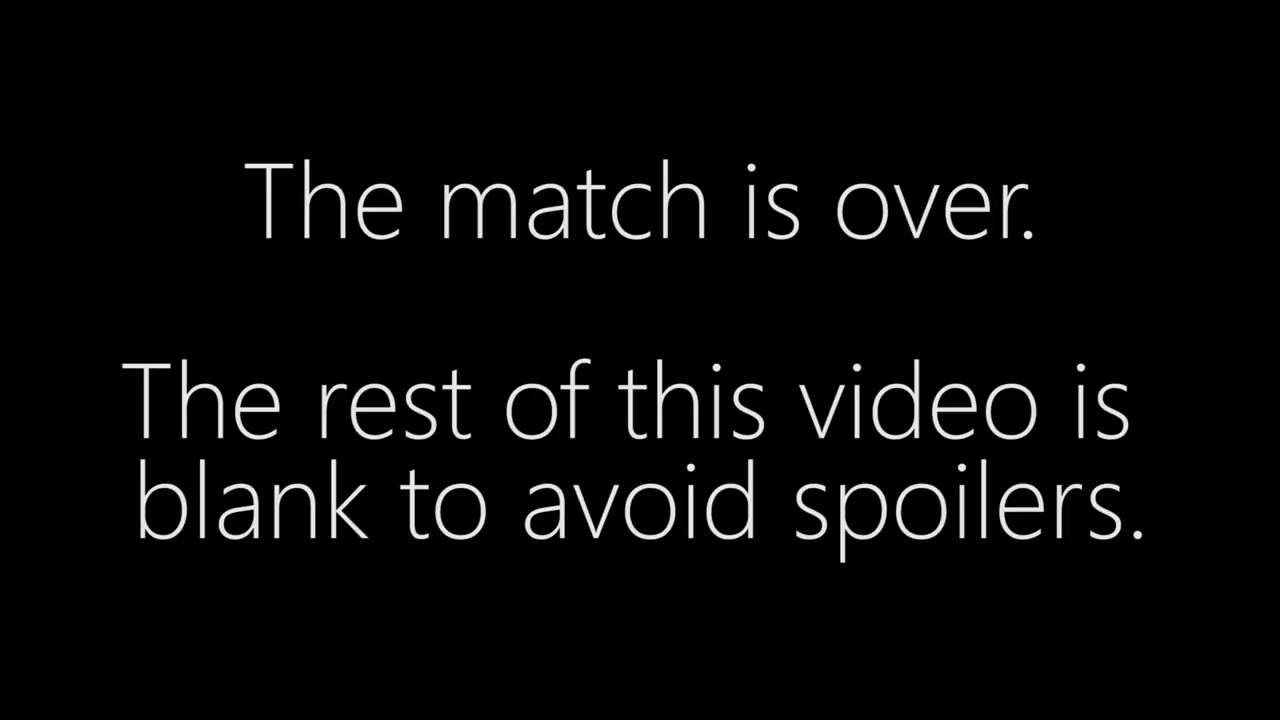 The match is over.
The rest of this video is
blank to avoid spoilers.